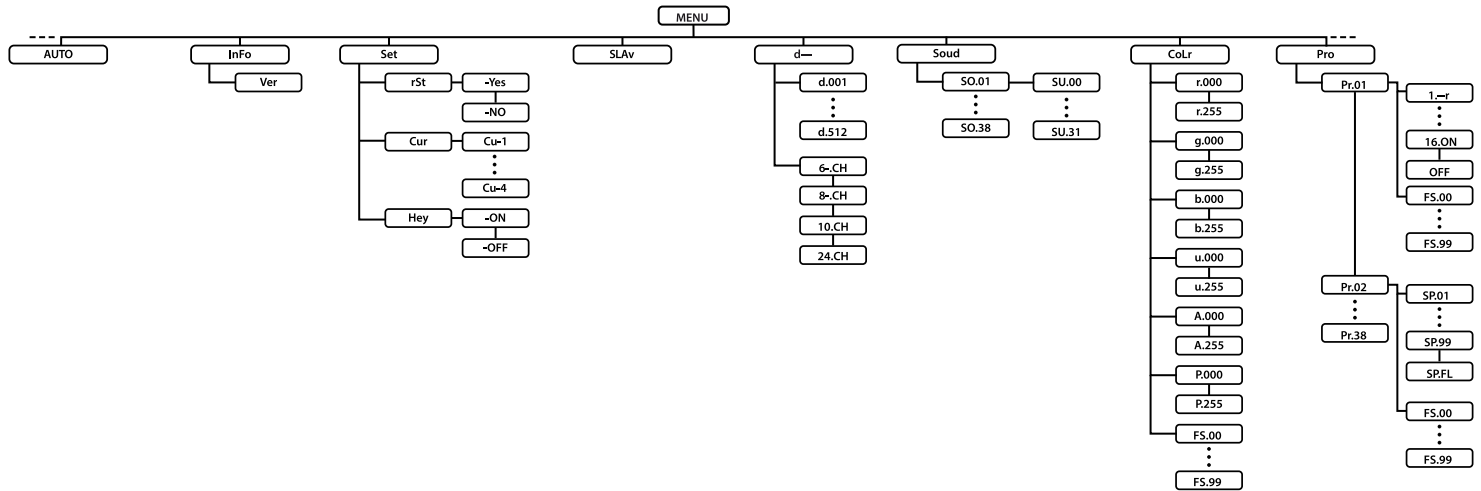 MENU
AUTO
InFo
Ver
Set
rSt
-Yes
-NO
Cur
Cu-1
Cu-4
Hey
-ON
-OFF
SLAv
d—
d.001
d.512
6-.CH
8-.CH
10.CH
24.CH
Soud
SO.01
SO.38
SU.00
SU.31
CoLr
r.000
r.255
g.000
g.255
b.000
b.255
u.000
u.255
A.000
A.255
P.000
P.255
FS.00
FS.99
Pro
Pr.01
1.–r
16.ON
OFF
FS.00
FS.99
Pr.02
Pr.38
SP.01
SP.99
SP.FL
FS.00
FS.99